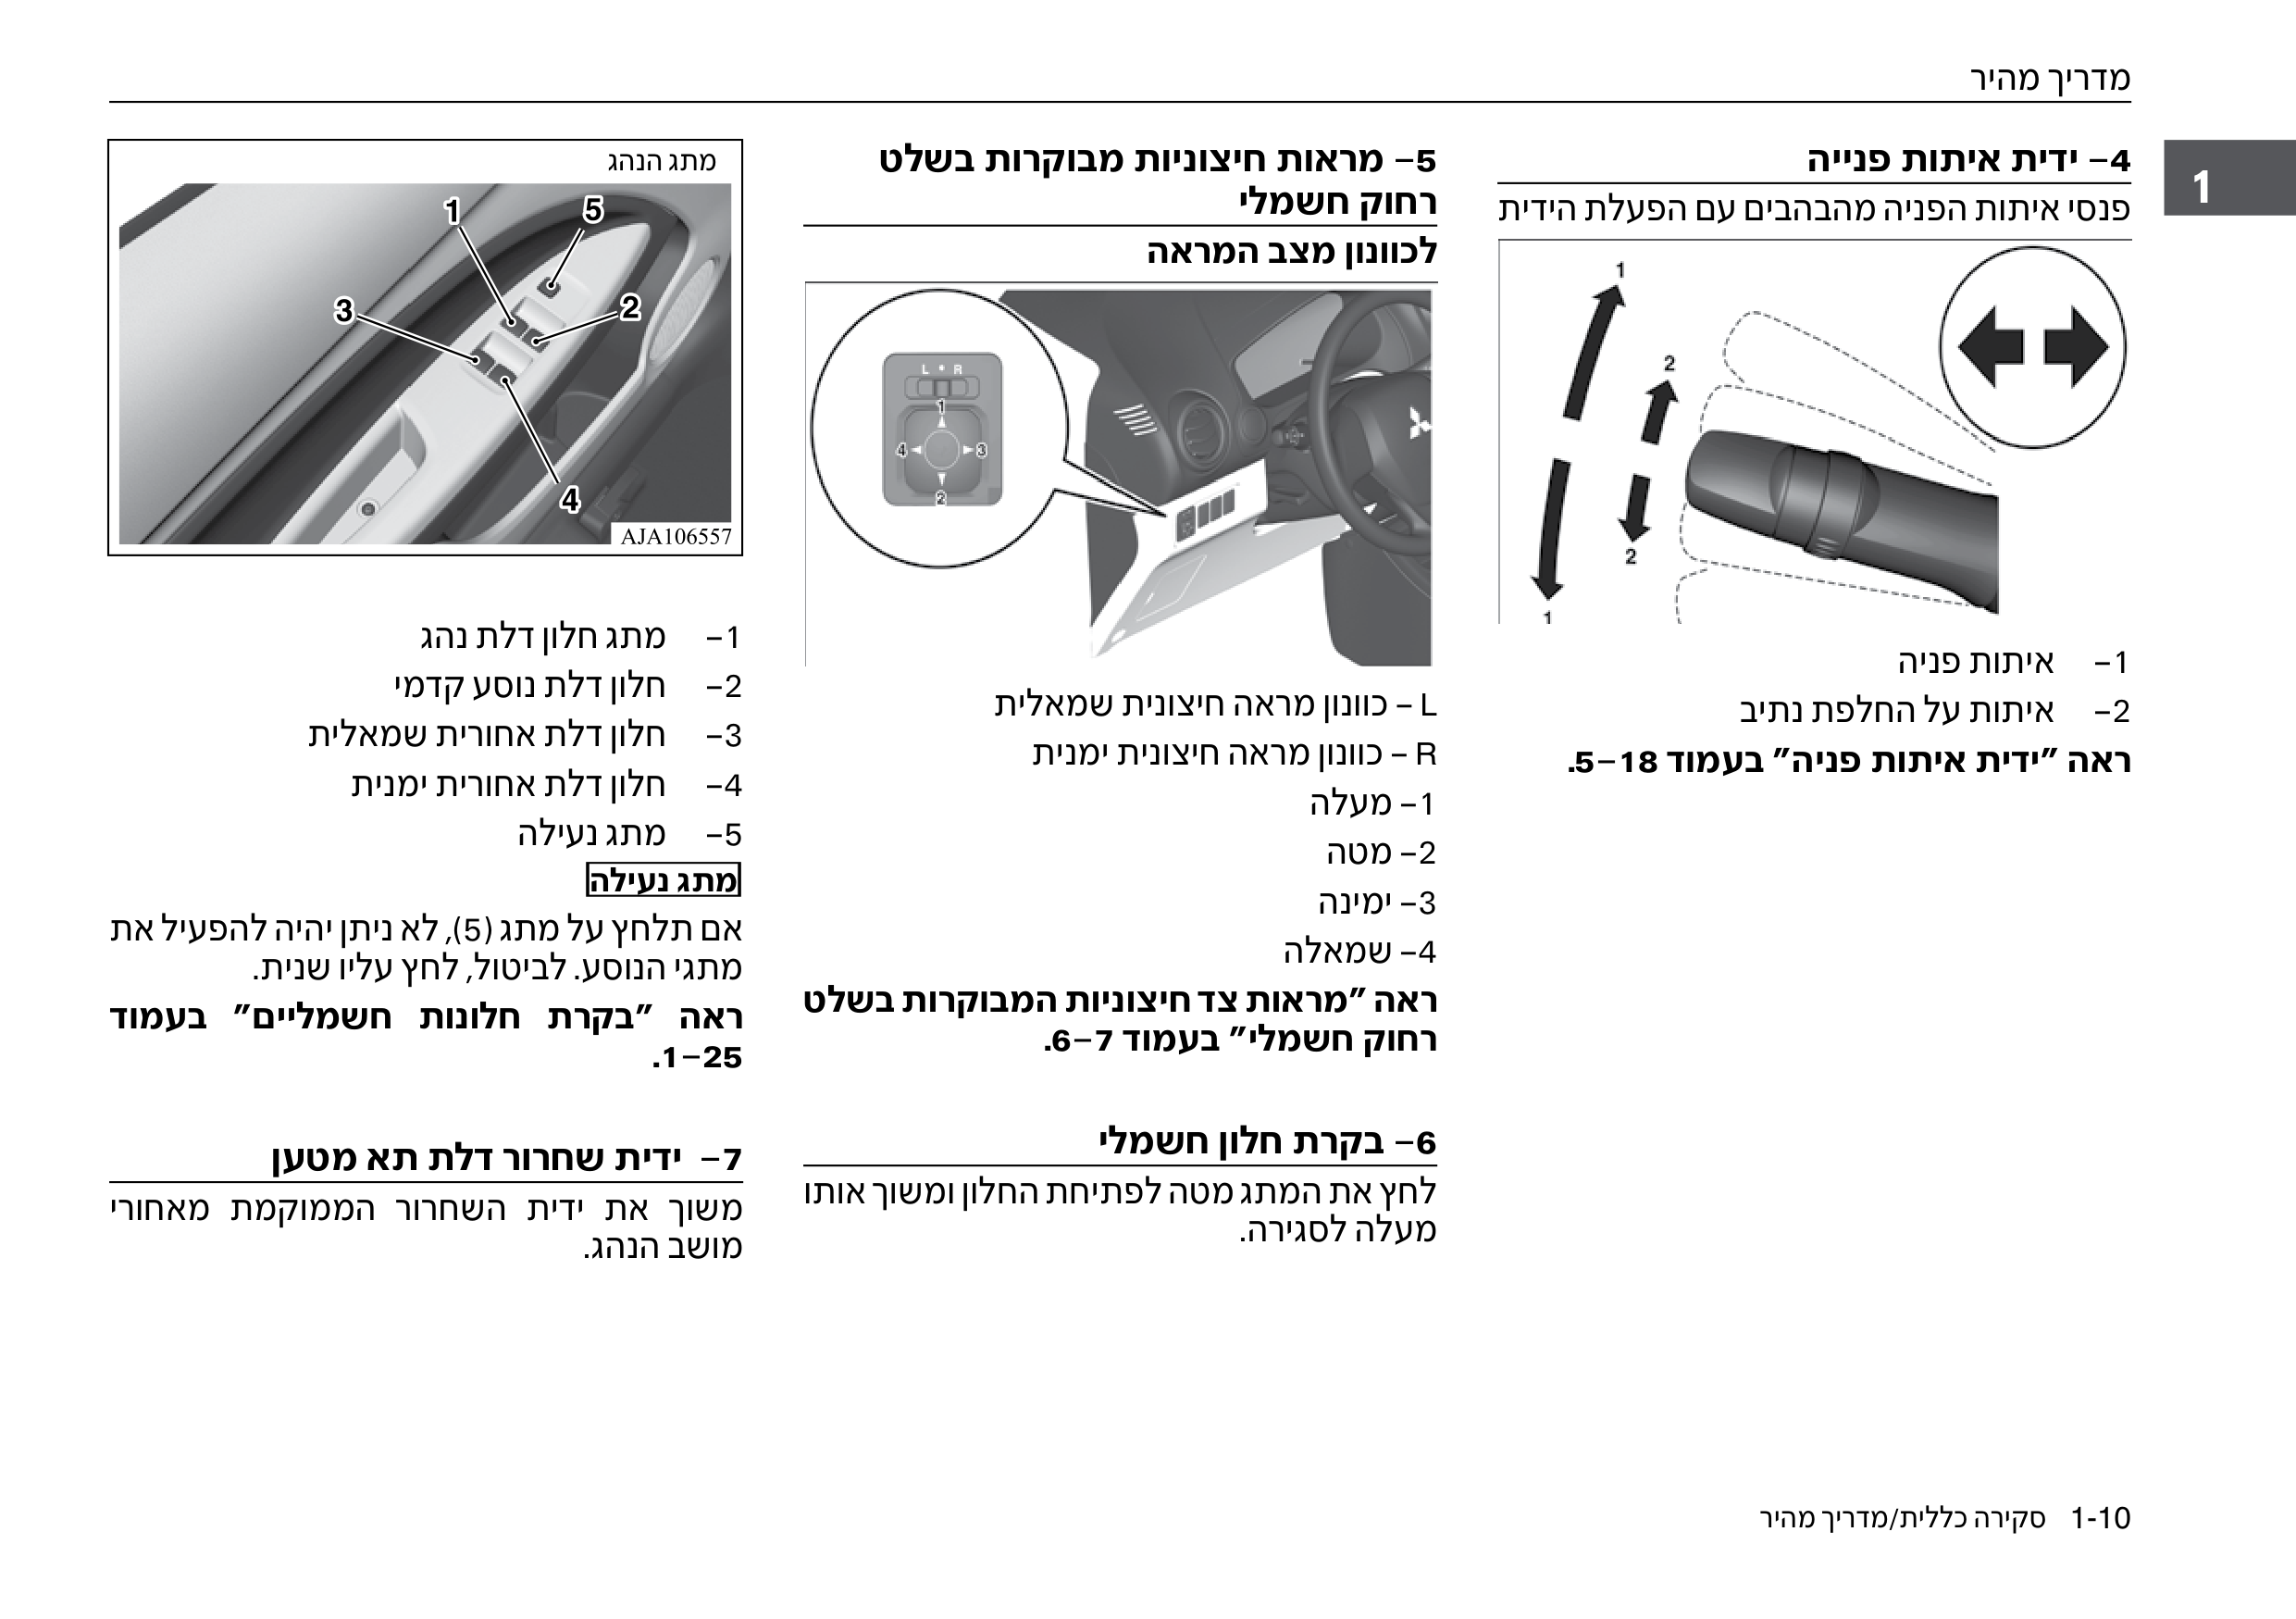 מדריך מהיר
1
4– ידית איתות פנייה
פנסי איתות הפניה מהבהבים עם הפעלת הידית
1
2
2
1
1– איתות פניה
2– איתות על החלפת נתיב
ראה "ידית איתות פניה" בעמוד 5–18.
5– מראות חיצוניות מבוקרות בשלט
רחוק חשמלי
לכוונון מצב המראה
L R
1
4 3
2
L – כוונון מראה חיצונית שמאלית
R – כוונון מראה חיצונית ימנית
1– מעלה
2– מטה
3– ימינה
4– שמאלה
ראה "מראות צד חיצוניות המבוקרות בשלט
רחוק חשמלי" בעמוד 6–7.
6– בקרת חלון חשמלי
לחץ את המתג מטה לפתיחת החלון ומשוך אותו
מעלה לסגירה.
מתג הנהג
1 5
3 2
4
AJA106557
1– מתג חלון דלת נהג
2– חלון דלת נוסע קדמי
3– חלון דלת אחורית שמאלית
4– חלון דלת אחורית ימנית
5– מתג נעילה
מתג נעילה
אם תלחץ על מתג (5), לא ניתן יהיה להפעיל את
מתגי הנוסע. לביטול, לחץ עליו שנית.
ראה "בקרת חלונות חשמליים" בעמוד
1–25.
7– ידית שחרור דלת תא מטען
משוך את ידית השחרור הממוקמת מאחורי
מושב הנהג.
1-10 סקירה כללית/מדריך מהיר